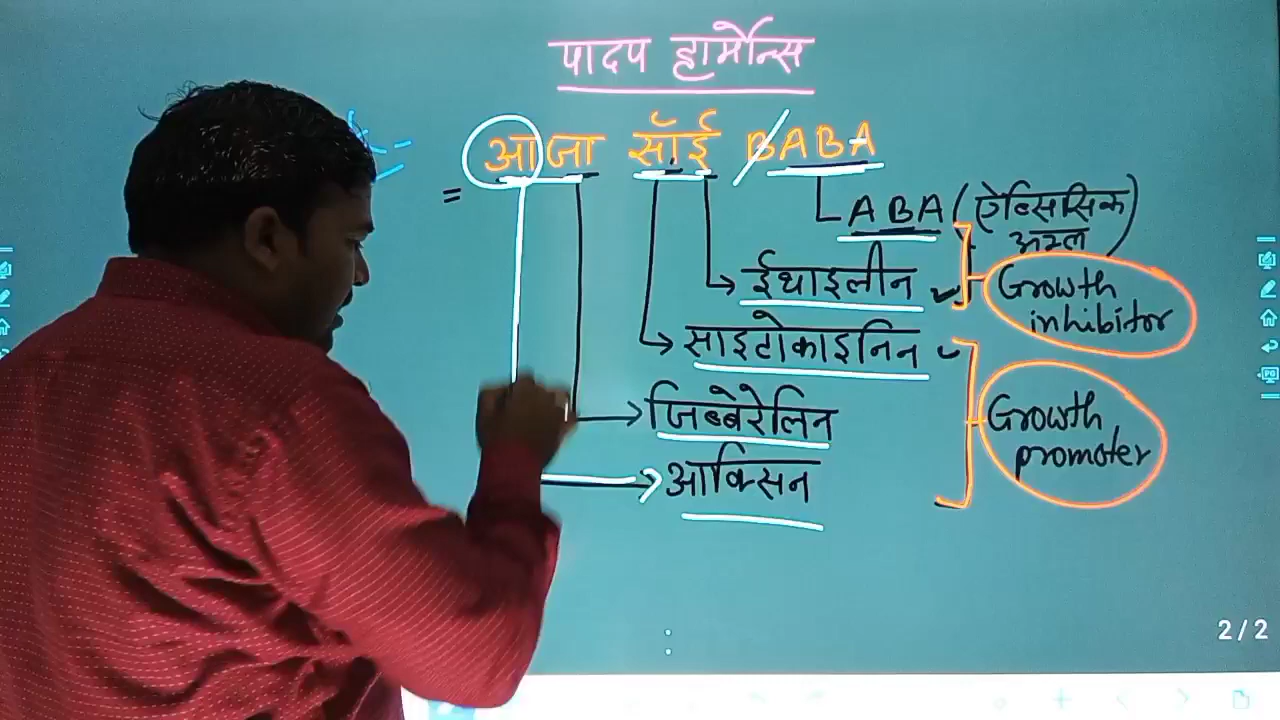 पादप हार्मोन्स
= आजा सॉई BABA
ABA (ऐब्सिसिक अम्ल)
ईथाइलीन
Growth inhibitor
साइटोकाइनिन
जिब्बेरेलिन
Growth promoter
आक्सिन
2/2